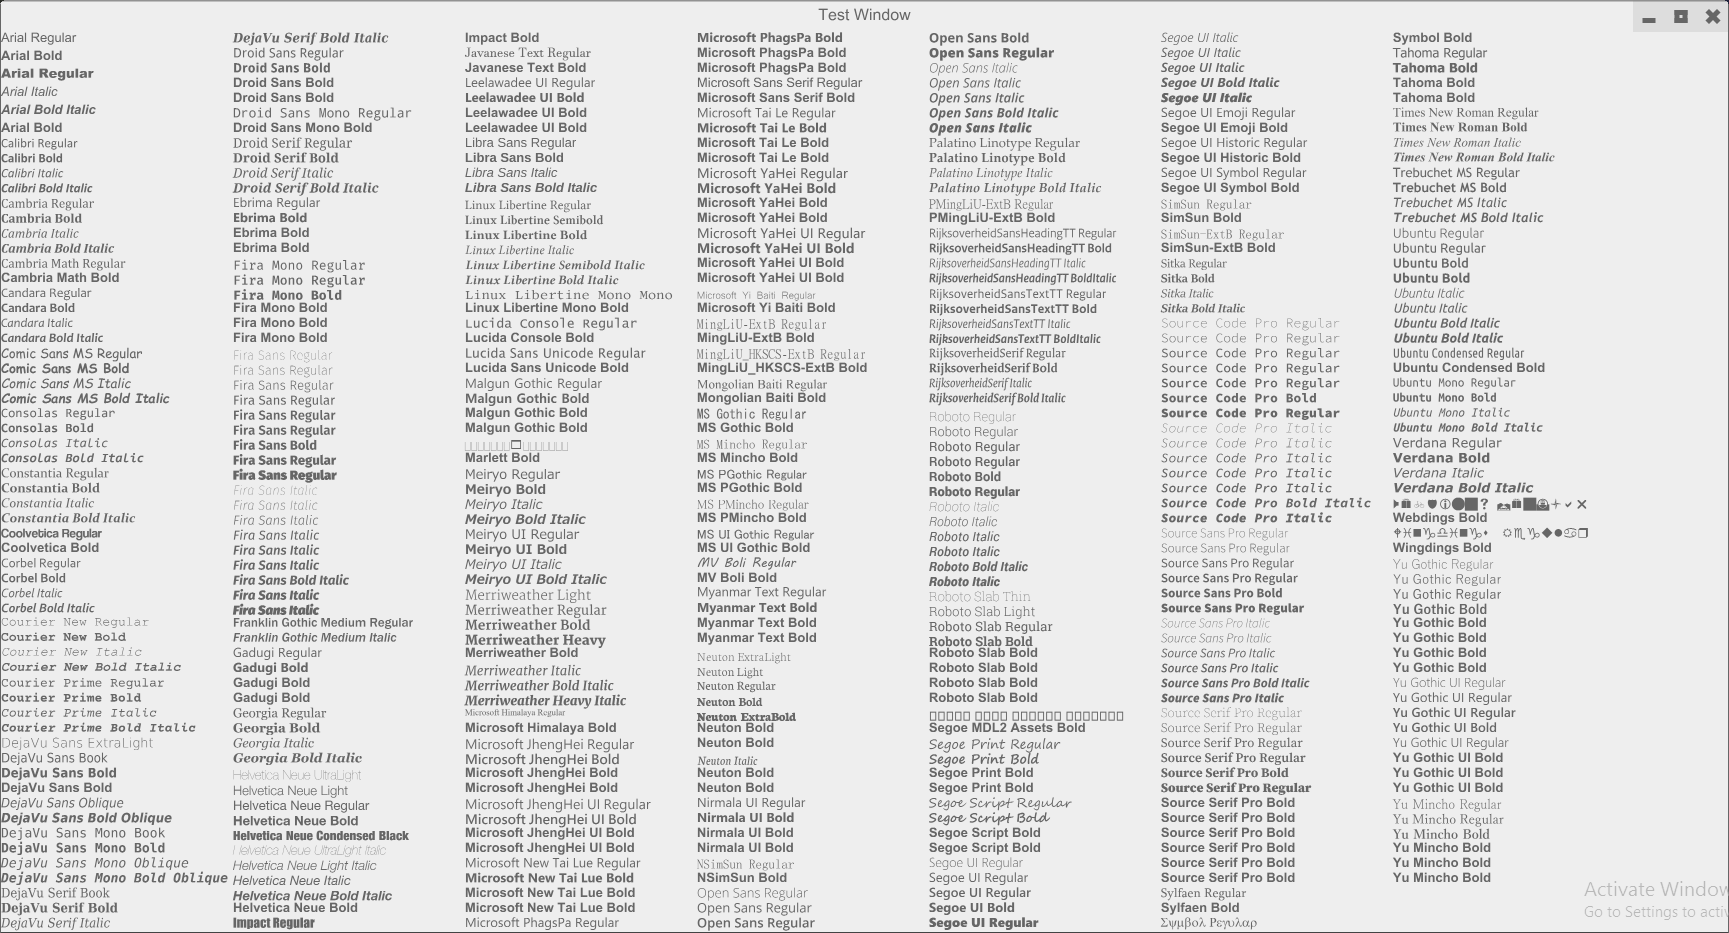 Test Window
Arial Regular
Arial Bold
Arial Regular
Arial Italic
Arial Bold Italic
Arial Bold
Calibri Regular
Calibri Bold
Calibri Italic
Calibri Bold Italic
Cambria Regular
Cambria Bold
Cambria Italic
Cambria Bold Italic
Cambria Math Regular
Cambria Math Bold
Candara Regular
Candara Bold
Candara Italic
Candara Bold Italic
Comic Sans MS Regular
Comic Sans MS Bold
Comic Sans MS Italic
Comic Sans MS Bold Italic
Consolas Regular
Consolas Bold
Consolas Italic
Consolas Bold Italic
Constantia Regular
Constantia Bold
Constantia Italic
Constantia Bold Italic
Coolvetica Regular
Coolvetica Bold
Corbel Regular
Corbel Bold
Corbel Italic
Corbel Bold Italic
Courier New Regular
Courier New Bold
Courier New Italic
Courier New Bold Italic
Courier Prime Regular
Courier Prime Bold
Courier Prime Italic
Courier Prime Bold Italic
DejaVu Sans ExtraLight
DejaVu Sans Book
DejaVu Sans Bold
DejaVu Sans Bold
DejaVu Sans Oblique
DejaVu Sans Bold Oblique
DejaVu Sans Mono Book
DejaVu Sans Mono Bold
DejaVu Sans Mono Oblique
DejaVu Sans Mono Bold Oblique
DejaVu Serif Book
DejaVu Serif Bold
DejaVu Serif Italic
DejaVu Serif Bold Italic
Droid Sans Regular
Droid Sans Bold
Droid Sans Bold
Droid Sans Bold
Droid Sans Mono Regular
Droid Sans Mono Bold
Droid Serif Regular
Droid Serif Bold
Droid Serif Italic
Droid Serif Bold Italic
Ebrima Regular
Ebrima Bold
Ebrima Bold
Ebrima Bold
Fira Mono Regular
Fira Mono Regular
Fira Mono Bold
Fira Mono Bold
Fira Mono Bold
Fira Mono Bold
Fira Sans Regular
Fira Sans Regular
Fira Sans Regular
Fira Sans Regular
Fira Sans Regular
Fira Sans Regular
Fira Sans Bold
Fira Sans Regular
Fira Sans Regular
Fira Sans Italic
Fira Sans Italic
Fira Sans Italic
Fira Sans Italic
Fira Sans Italic
Fira Sans Italic
Fira Sans Bold Italic
Fira Sans Italic
Fira Sans Italic
Franklin Gothic Medium Regular
Franklin Gothic Medium Italic
Gadugi Regular
Gadugi Bold
Gadugi Bold
Gadugi Bold
Georgia Regular
Georgia Bold
Georgia Italic
Georgia Bold Italic
Helvetica Neue UltraLight
Helvetica Neue Light
Helvetica Neue Regular
Helvetica Neue Bold
Helvetica Neue Condensed Black
Helvetica Neue UltraLight Italic
Helvetica Neue Light Italic
Helvetica Neue Italic
Helvetica Neue Bold Italic
Helvetica Neue Bold
Impact Regular
Impact Bold
Javanese Text Regular
Javanese Text Bold
Leelawadee UI Regular
Leelawadee UI Bold
Leelawadee UI Bold
Leelawadee UI Bold
Libra Sans Regular
Libra Sans Bold
Libra Sans Italic
Libra Sans Bold Italic
Linux Libertine Regular
Linux Libertine Semibold
Linux Libertine Bold
Linux Libertine Italic
Linux Libertine Semibold Italic
Linux Libertine Bold Italic
Linux Libertine Mono Mono
Linux Libertine Mono Bold
Lucida Console Regular
Lucida Console Bold
Lucida Sans Unicode Regular
Lucida Sans Unicode Bold
Malgun Gothic Regular
Malgun Gothic Bold
Malgun Gothic Bold
Malgun Gothic Bold
Marlett Bold
Meiryo Regular
Meiryo Bold
Meiryo Italic
Meiryo Bold Italic
Meiryo UI Regular
Meiryo UI Bold
Meiryo UI Italic
Meiryo UI Bold Italic
Merriweather Light
Merriweather Regular
Merriweather Bold
Merriweather Heavy
Merriweather Bold
Merriweather Italic
Merriweather Bold Italic
Merriweather Heavy Italic
Microsoft Himalaya Regular
Microsoft Himalaya Bold
Microsoft JhengHei Regular
Microsoft JhengHei Bold
Microsoft JhengHei Bold
Microsoft JhengHei Bold
Microsoft JhengHei UI Regular
Microsoft JhengHei UI Bold
Microsoft JhengHei UI Bold
Microsoft JhengHei UI Bold
Microsoft New Tai Lue Regular
Microsoft New Tai Lue Bold
Microsoft New Tai Lue Bold
Microsoft New Tai Lue Bold
Microsoft PhagsPa Regular
Microsoft PhagsPa Bold
Microsoft PhagsPa Bold
Microsoft PhagsPa Bold
Microsoft Sans Serif Regular
Microsoft Sans Serif Bold
Microsoft Tai Le Regular
Microsoft Tai Le Bold
Microsoft Tai Le Bold
Microsoft Tai Le Bold
Microsoft YaHei Regular
Microsoft YaHei Bold
Microsoft YaHei Bold
Microsoft YaHei Bold
Microsoft YaHei UI Regular
Microsoft YaHei UI Bold
Microsoft YaHei UI Bold
Microsoft YaHei UI Bold
Microsoft Yi Baiti Regular
Microsoft Yi Baiti Bold
MingLiU-ExtB Regular
MingLiU-ExtB Bold
MingLiU_HKSCS-ExtB Regular
MingLiU_HKSCS-ExtB Bold
Mongolian Baiti Regular
Mongolian Baiti Bold
MS Gothic Regular
MS Gothic Bold
MS Mincho Regular
MS Mincho Bold
MS PGothic Regular
MS PGothic Bold
MS PMincho Regular
MS PMincho Bold
MS UI Gothic Regular
MS UI Gothic Bold
MV Boli Regular
MV Boli Bold
Myanmar Text Regular
Myanmar Text Bold
Myanmar Text Bold
Myanmar Text Bold
Neuton ExtraLight
Neuton Light
Neuton Regular
Neuton Bold
Neuton ExtraBold
Neuton Bold
Neuton Bold
Neuton Italic
Neuton Bold
Neuton Bold
Nirmala UI Regular
Nirmala UI Bold
Nirmala UI Bold
Nirmala UI Bold
NSimSun Regular
NSimSun Bold
Open Sans Regular
Open Sans Regular
Open Sans Regular
Open Sans Bold
Open Sans Regular
Open Sans Italic
Open Sans Italic
Open Sans Italic
Open Sans Bold Italic
Open Sans Italic
Palatino Linotype Regular
Palatino Linotype Bold
Palatino Linotype Italic
Palatino Linotype Bold Italic
PMingLiU-ExtB Regular
PMingLiU-ExtB Bold
RijksoverheidSansHeadingTT Regular
RijksoverheidSansHeadingTT Bold
RijksoverheidSansHeadingTT BoldItalic
RijksoverheidSansTextTT Regular
RijksoverheidSansTextTT Bold
RijksoverheidSansTextTT Italic
RijksoverheidSansTextTT BoldItalic
RijksoverheidSerif Regular
RijksoverheidSerif Bold
RijksoverheidSerif Italic
RijksoverheidSerif Bold Italic
Roboto Regular
Roboto Regular
Roboto Regular
Roboto Regular
Roboto Bold
Roboto Regular
Roboto Italic
Roboto Italic
Roboto Italic
Roboto Italic
Roboto Bold Italic
Roboto Italic
Roboto Slab Thin
Roboto Slab Light
Roboto Slab Regular
Roboto Slab Bold
Roboto Slab Bold
Roboto Slab Bold
Roboto Slab Bold
Roboto Slab Bold
Segoe MDL2 Assets Bold
Segoe Print Regular
Segoe Print Bold
Segoe Print Bold
Segoe Print Bold
Segoe Script Regular
Segoe Script Bold
Segoe Script Bold
Segoe Script Bold
Segoe UI Regular
Segoe UI Regular
Segoe UI Regular
Segoe UI Bold
Segoe UI Regular
Segoe UI Italic
Segoe UI Italic
Segoe UI Italic
Segoe UI Bold Italic
Segoe UI Italic
Segoe UI Emoji Regular
Segoe UI Emoji Bold
Segoe UI Historic Regular
Segoe UI Historic Bold
Segoe UI Symbol Regular
Segoe UI Symbol Bold
SimSun Regular
SimSun Bold
SimSun-ExtB Regular
SimSun-ExtB Bold
Sitka Regular
Sitka Bold
Sitka Italic
Sitka Bold Italic
Source Code Pro Regular
Source Code Pro Regular
Source Code Pro Regular
Source Code Pro Regular
Source Code Pro Regular
Source Code Pro Bold
Source Code Pro Regular
Source Code Pro Italic
Source Code Pro Italic
Source Code Pro Italic
Source Code Pro Italic
Source Code Pro Italic
Source Code Pro Bold Italic
Source Code Pro Italic
Source Sans Pro Regular
Source Sans Pro Regular
Source Sans Pro Regular
Source Sans Pro Regular
Source Sans Pro Bold
Source Sans Pro Regular
Source Sans Pro Italic
Source Sans Pro Italic
Source Sans Pro Italic
Source Sans Pro Italic
Source Sans Pro Bold Italic
Source Sans Pro Italic
Source Serif Pro Regular
Source Serif Pro Regular
Source Serif Pro Regular
Source Serif Pro Regular
Source Serif Pro Bold
Source Serif Pro Regular
Source Serif Pro Bold
Source Serif Pro Bold
Source Serif Pro Bold
Source Serif Pro Bold
Source Serif Pro Bold
Source Serif Pro Bold
Sylfaen Regular
Sylfaen Bold
Σψμβολ Ρεγυλαρ
Symbol Bold
Tahoma Regular
Tahoma Bold
Tahoma Bold
Tahoma Bold
Times New Roman Regular
Times New Roman Bold
Times New Roman Italic
Times New Roman Bold Italic
Trebuchet MS Regular
Trebuchet MS Bold
Trebuchet MS Italic
Trebuchet MS Bold Italic
Ubuntu Regular
Ubuntu Regular
Ubuntu Bold
Ubuntu Bold
Ubuntu Italic
Ubuntu Italic
Ubuntu Bold Italic
Ubuntu Bold Italic
Ubuntu Condensed Regular
Ubuntu Condensed Bold
Ubuntu Mono Regular
Ubuntu Mono Bold
Ubuntu Mono Italic
Ubuntu Mono Bold Italic
Verdana Regular
Verdana Bold
Verdana Italic
Verdana Bold Italic
Webdings Bold
Wingdings Bold
Yu Gothic Regular
Yu Gothic Regular
Yu Gothic Regular
Yu Gothic Bold
Yu Gothic Bold
Yu Gothic Bold
Yu Gothic Bold
Yu Gothic Bold
Yu Gothic UI Regular
Yu Gothic UI Regular
Yu Gothic UI Regular
Yu Gothic UI Bold
Yu Gothic UI Regular
Yu Gothic UI Bold
Yu Gothic UI Bold
Yu Gothic UI Bold
Yu Mincho Regular
Yu Mincho Regular
Yu Mincho Bold
Yu Mincho Bold
Yu Mincho Bold
Yu Mincho Bold
Activate Window
Go to Settings to activ